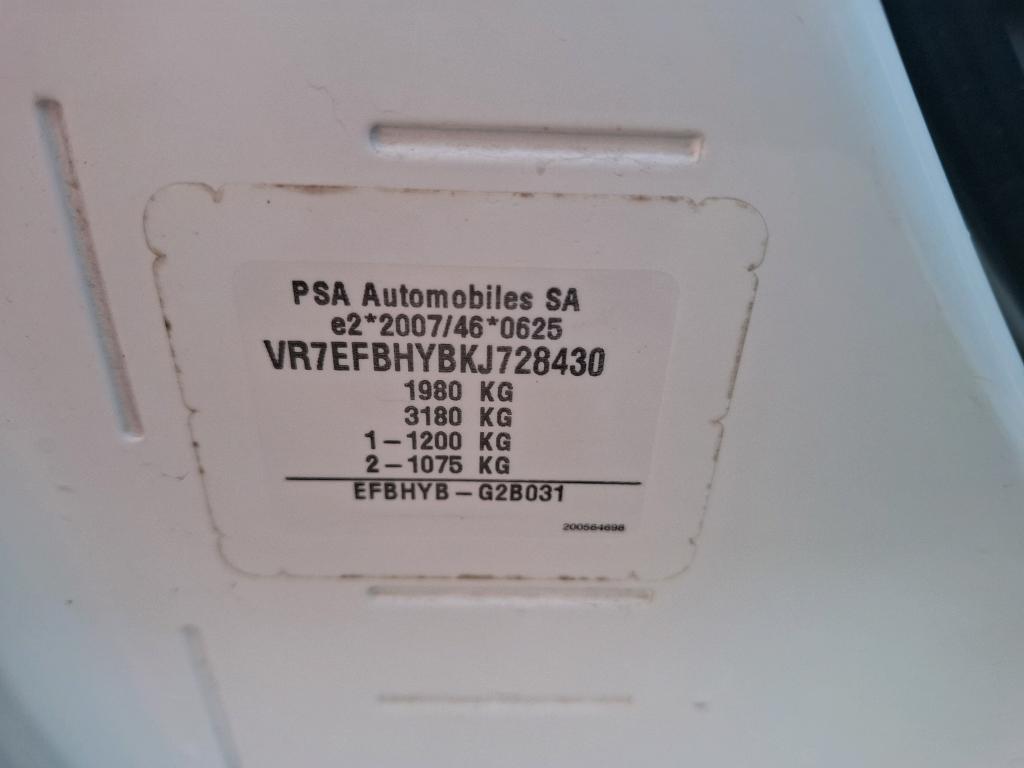 PSA Automobiles SA
e2*2007/46*0625
VR7EFBHYBKJ728430
1980 KG
3180 KG
1-1200 KG
2-1075 KG
EFBHYB-G2B031
200564698